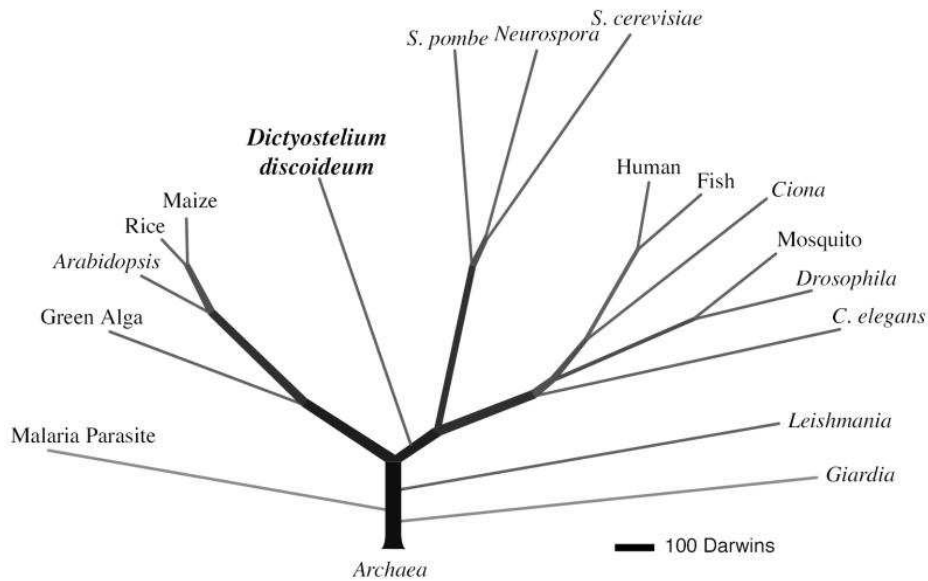 S. cerevisiae
S. pombe
Neurospora
Dictyostelium
discoideum
Human
Fish
Ciona
Maize
Rice
Mosquito
Arabidopsis
Drosophila
Green Alga
C. elegans
Malaria Parasite
Leishmania
Giardia
100 Darwins
Archaea